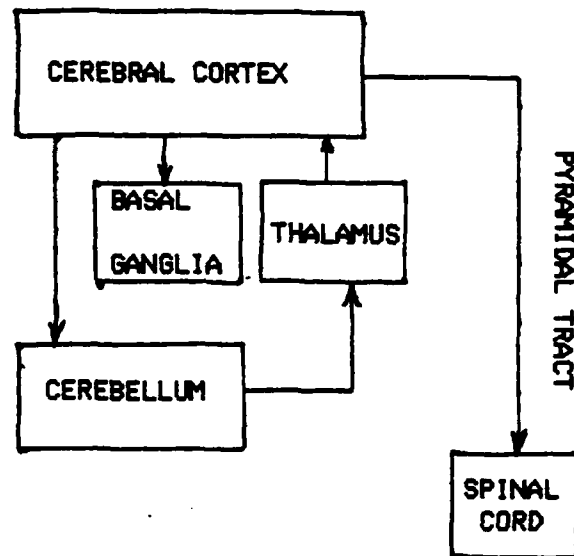 CEREBRAL CORTEX
BASAL
GANGLIA
THALAMUS
PYRAMIDAL TRACT
CEREBELLUM
SPINAL
CORD